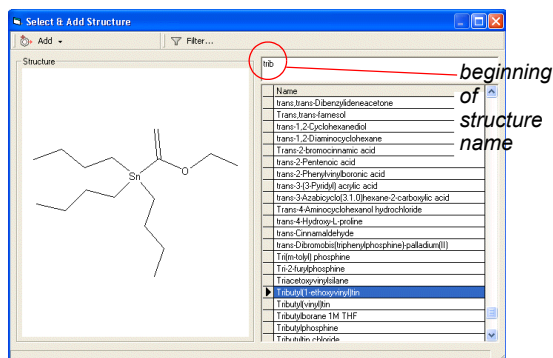 Select & Add Structure
Add
Filter...
Structure
Sn
O
trib
beginning
of
structure
name
Name
trans,trans-Dibenzylideneacetone
Trans,trans-farnesol
trans-1,2-Cyclohexanediol
trans-1,2-Diaminocyclohexane
Trans-2-bromocinnamic acid
trans-2-Pentenoic acid
trans-2-Phenylvinylboronic acid
trans-3-(3-Pyridyl) acrylic acid
trans-3-Azabicyclo(3.1.0)hexane-2-carboxylic acid
Trans-4-Aminocyclohexanol hydrochloride
trans-4-Hydroxy-L-proline
trans-Cinnamaldehyde
trans-Dibromobis(triphenylphosphine)-palladium(II)
Tri(m-tolyl) phosphine
Tri-2-furylphosphine
Triacetoxyvinylsilane
Tributyl(1-ethoxyvinyl)tin
Tributyl(vinyl)tin
Tributylborane 1M THF
Tributylphosphine
Tributyltin chloride